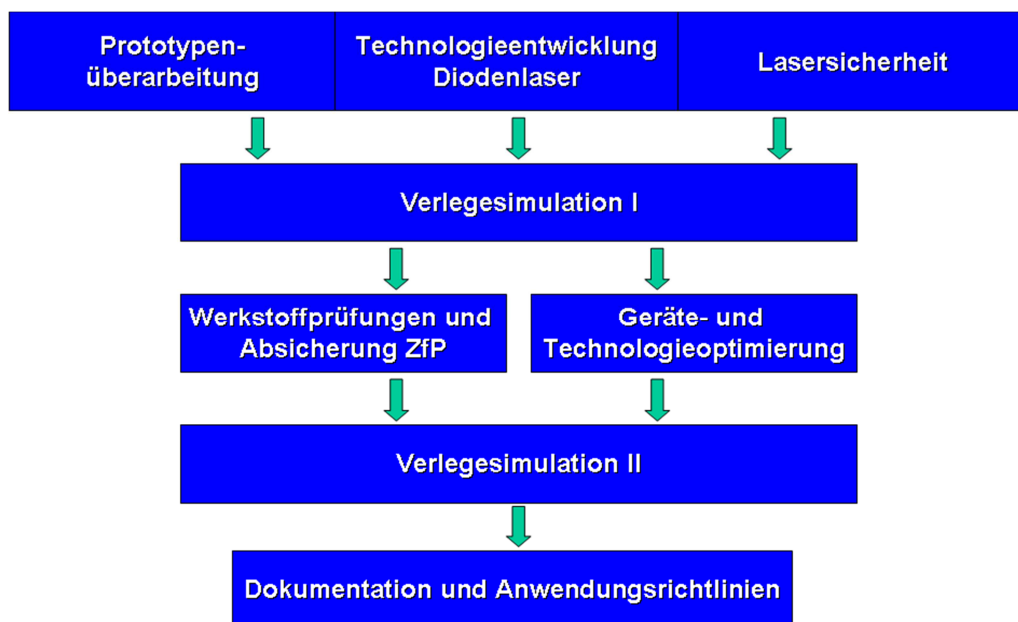 Prototypen-
überarbeitung
Technologieentwicklung
Diodenlaser
Lasersicherheit
Verlegesimulation I
Werkstoffprüfungen und
Absicherung ZfP
Geräte- und
Technologieoptimierung
Verlegesimulation II
Dokumentation und Anwendungsrichtlinien